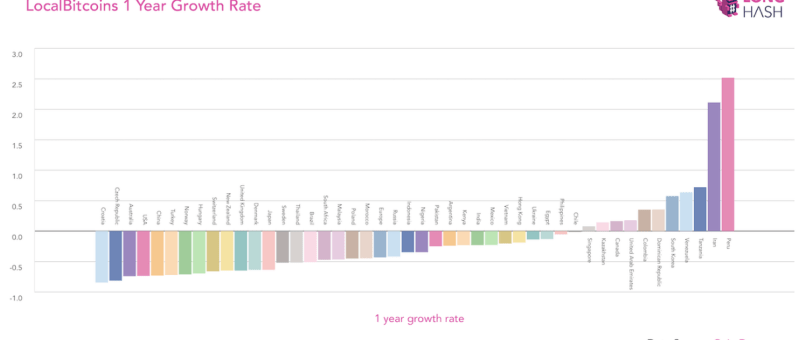 LocalBitcoins 1 Year Growth Rate
LONG
HΛSH
3.0
2.5
2.0
1.5
1.0
0.5
0.0
-0.5
-1.0
Croatia
Czech Republic
Australia
USA
China
Turkey
Norway
Hungary
Switzerland
New Zealand
United Kingdom
Denmark
Japan
Sweden
Thailand
Brazil
South Africa
Malaysia
Poland
Morocco
Europe
Russia
Indonesia
Nigeria
Pakistan
Argentina
Kenya
India
Mexico
Vietnam
Hong Kong
Ukraine
Egypt
Philippines
Chile
Singapore
Kazakhstan
Canada
United Arab Emirates
Colombia
Dominican Republic
South Korea
Venezuela
Tanzania
Iran
Peru
1 year growth rate